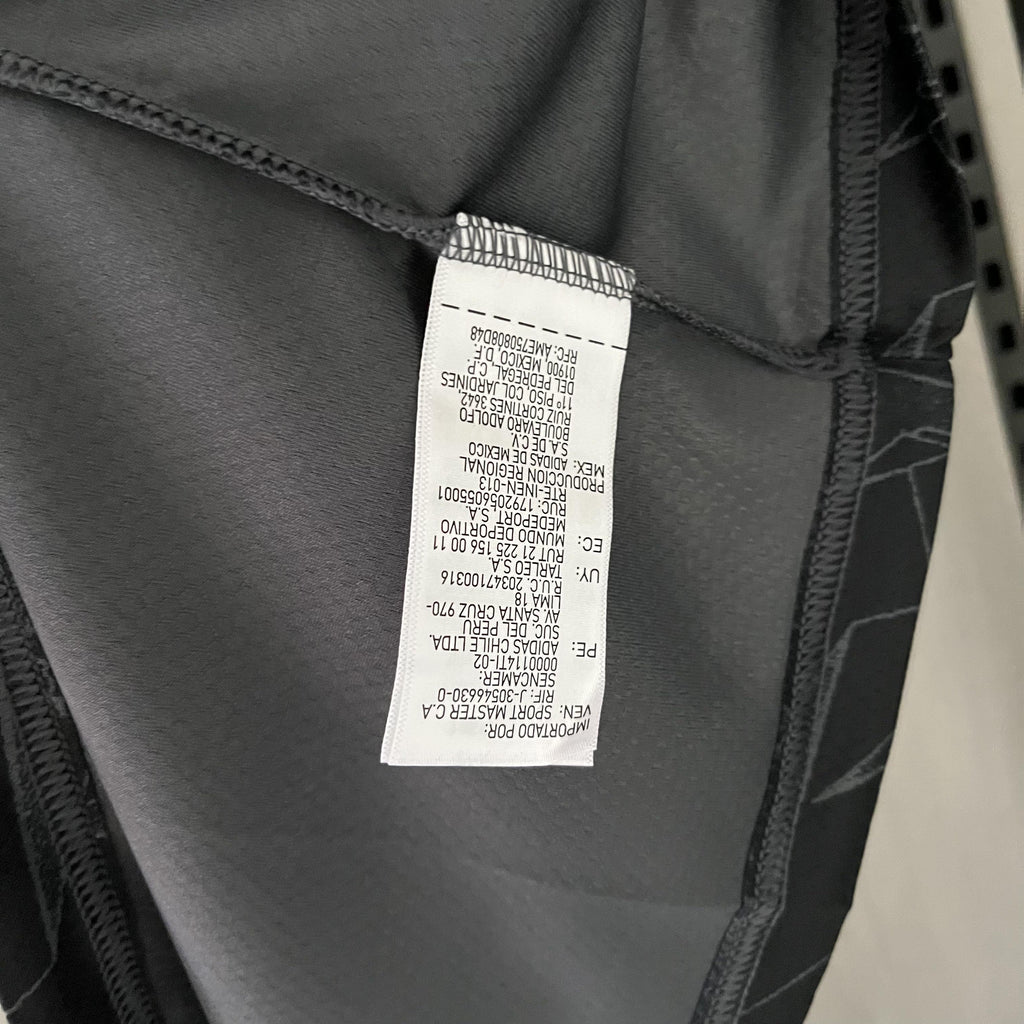 IMPORTADO POR:
VEN: SPORT MASTER C.A
RIF: J-30546630-0
SENCAMER:
0000114TI-02
PE: ADIDAS CHILE LTDA.
SUC. DEL PERU
AV. SANTA CRUZ 970-
LIMA 18
R.U.C. 20347100316
UY: TARLEO S.A.
RUT 21 225 156 00 11
EC: MUNDO DEPORTIVO
MEDEPORT, S.A.
RUC: 1792056055001
RTE-INEN-013
PRODUCCION REGIONAL
MEX: ADIDAS DE MEXICO
S.A. DE C.V.
BOULEVARD ADOLFO
RUIZ CORTINES 3642
11º PISO, COL JARDINES
DEL PEDREGAL, C.P.
01900, MEXICO, D.F.
RFC: AME750808D48